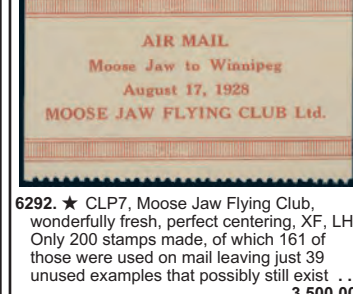 AIR MAIL
Moose Jaw to Winnipeg
August 17, 1928
MOOSE JAW FLYING CLUB Ltd.
6292. ★ CLP7, Moose Jaw Flying Club,
wonderfully fresh, perfect centering, XF, LH
Only 200 stamps made, of which 161 of
those were used on mail leaving just 39
unused examples that possibly still exist . .
3,500.00